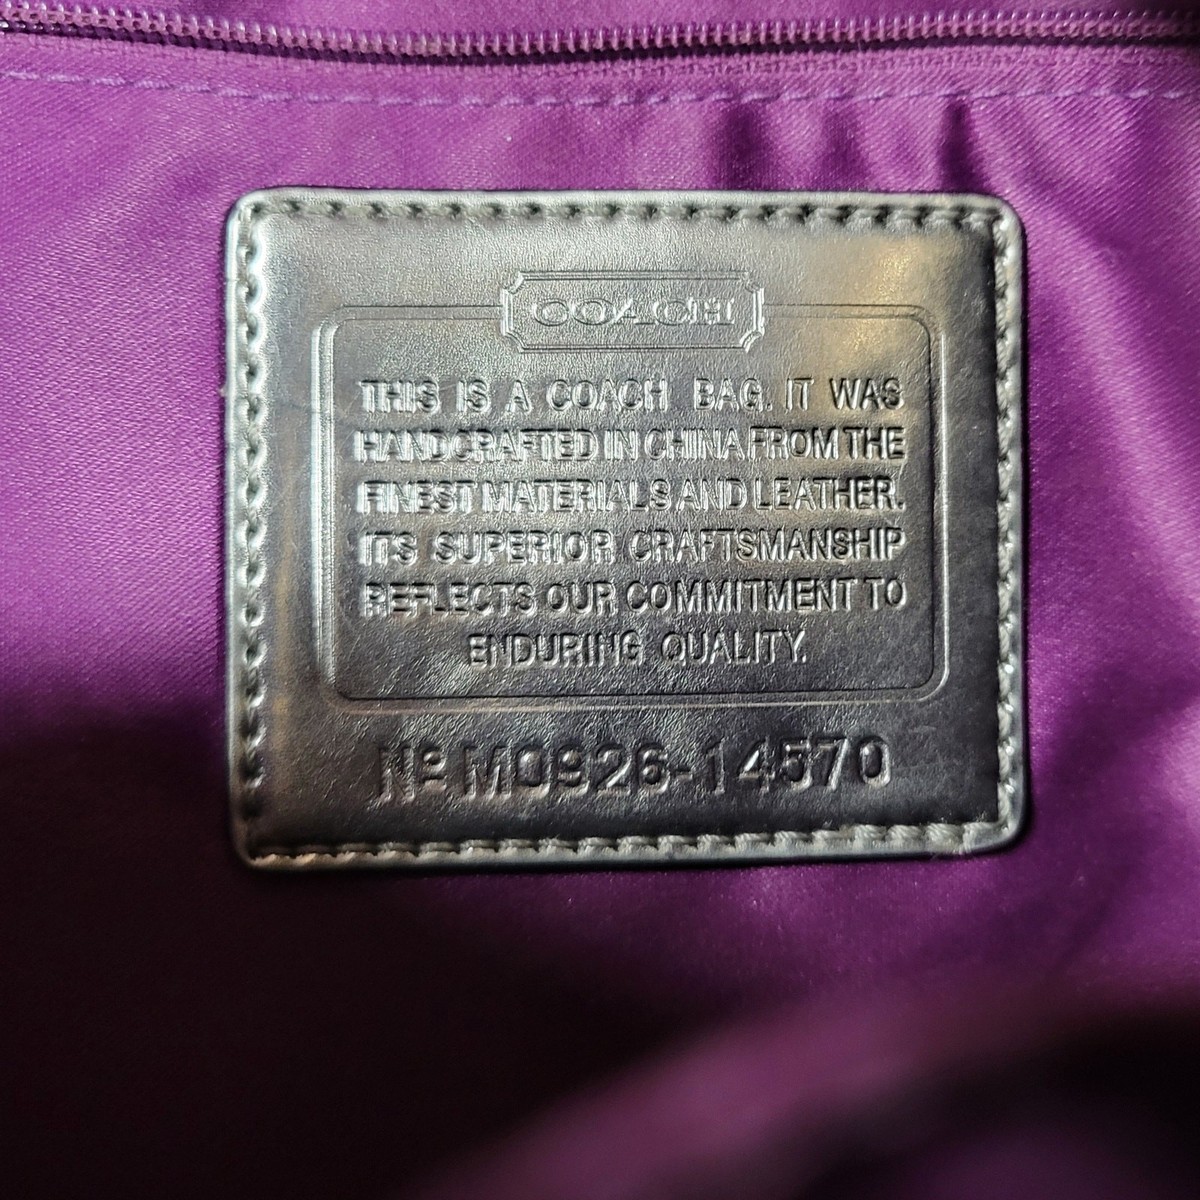 COACH
THIS IS A COACH BAG. IT WAS
HANDCRAFTED IN CHINA FROM THE
FINEST MATERIALS AND LEATHER.
ITS SUPERIOR CRAFTSMANSHIP
REFLECTS OUR COMMITMENT TO
ENDURING QUALITY.
Nº M0926-14570